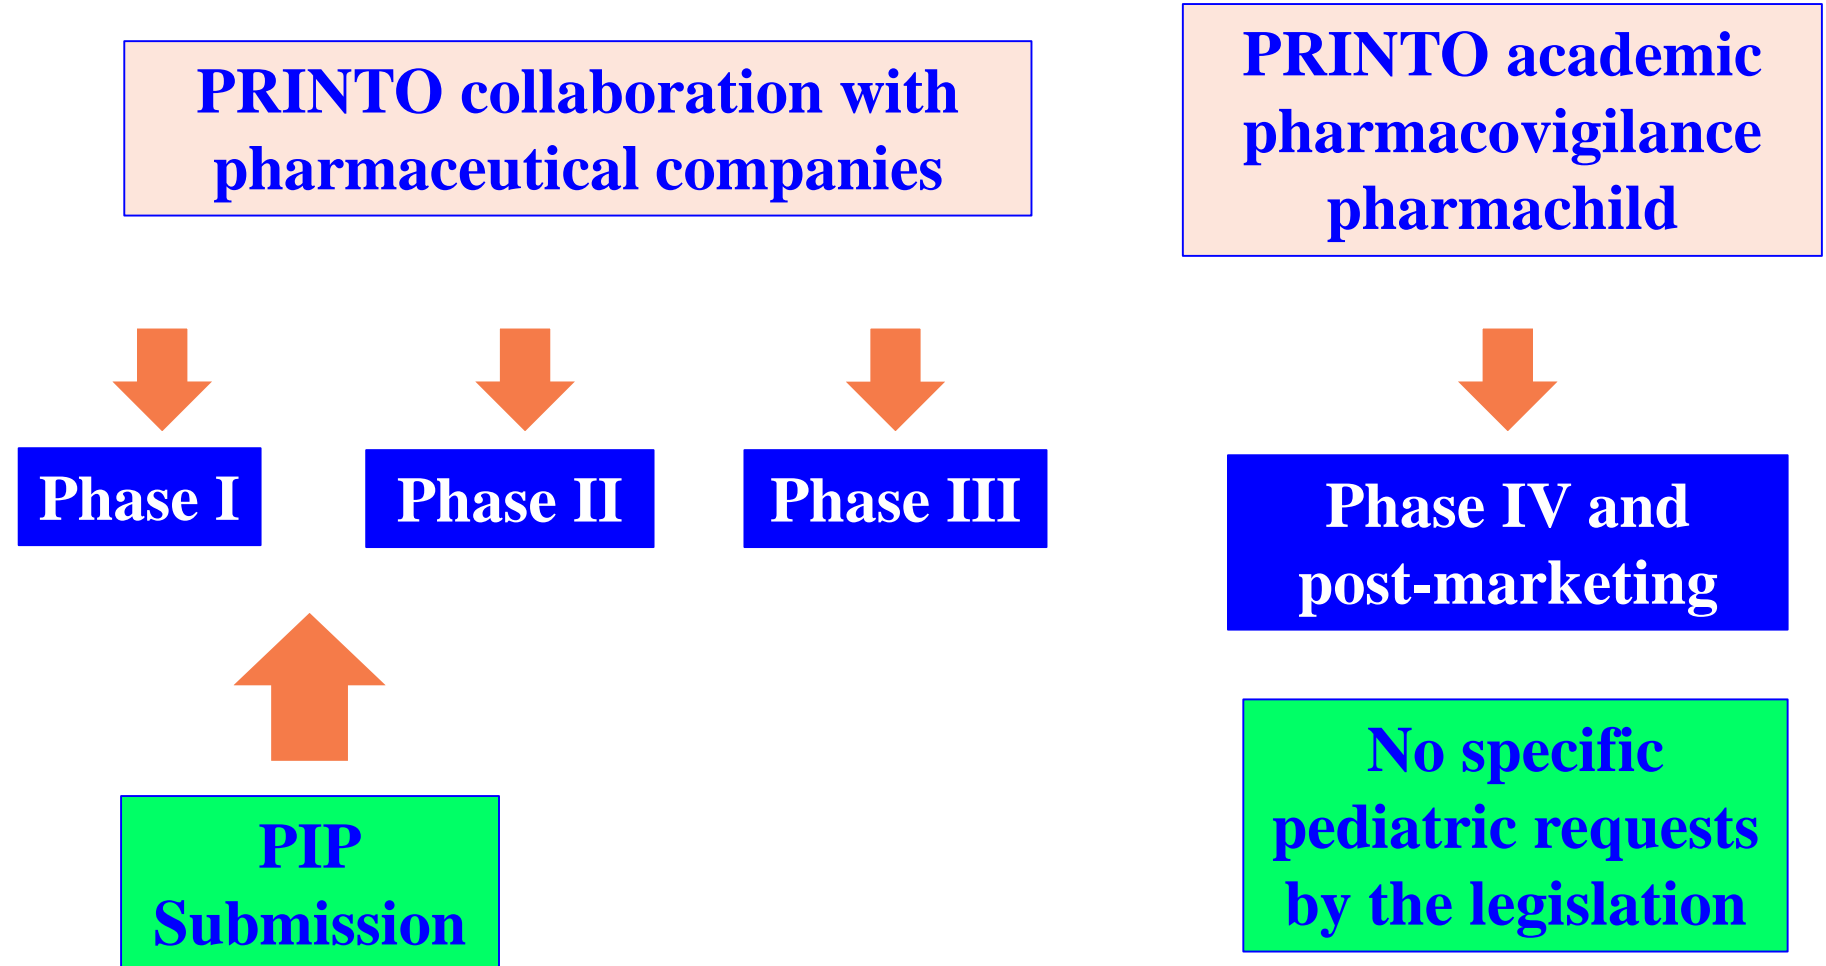 PRINTO collaboration with
pharmaceutical companies
PRINTO academic
pharmacovigilance
pharmachild
Phase I
Phase II
Phase III
Phase IV and
post-marketing
PIP
Submission
No specific
pediatric requests
by the legislation